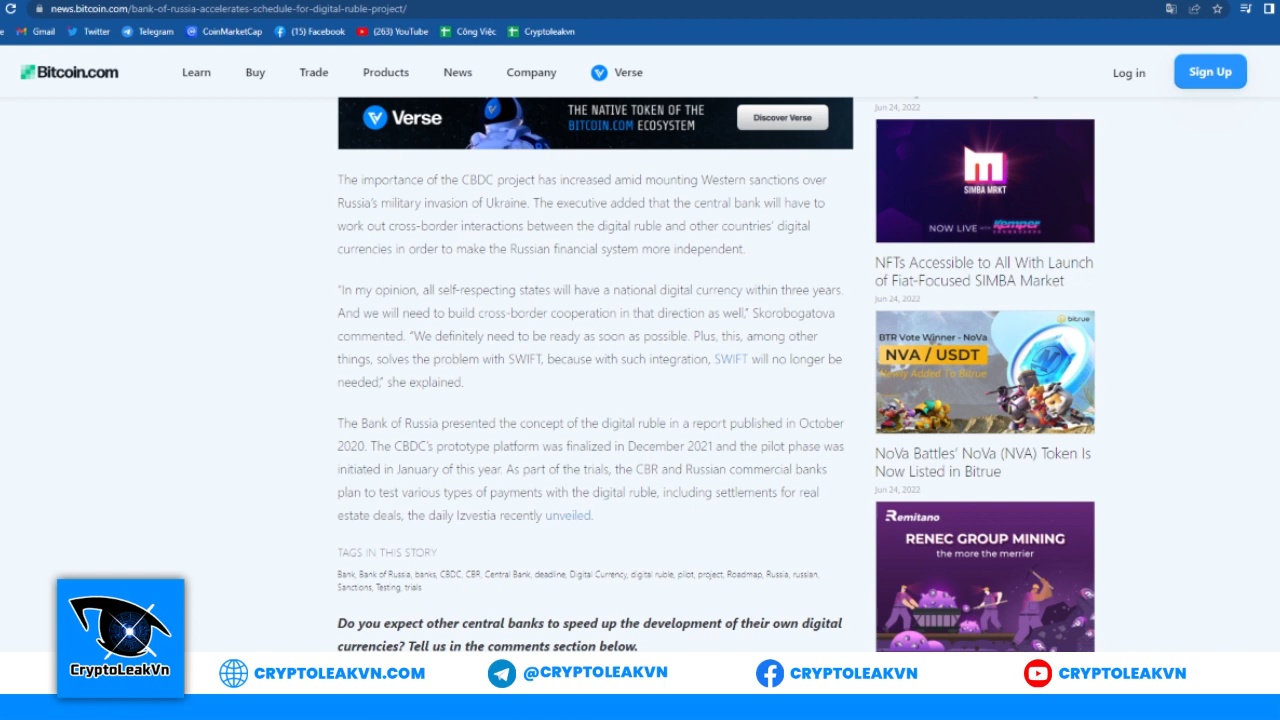 news.bitcoin.com/bank-of-russia-accelerates-schedule-for-digital-ruble-project/
Gmail Twitter Telegram CoinMarketCap (15) Facebook (263) YouTube Công Việc Cryptoleakvn
Bitcoin.com Learn Buy Trade Products News Company Verse Log in Sign Up
Verse
THE NATIVE TOKEN OF THE
BITCOIN.COM ECOSYSTEM
Discover Verse
The importance of the CBDC project has increased amid mounting Western sanctions over
Russia's military invasion of Ukraine. The executive added that the central bank will have to
work out cross-border interactions between the digital ruble and other countries' digital
currencies in order to make the Russian financial system more independent.
"In my opinion, all self-respecting states will have a national digital currency within three years.
And we will need to build cross-border cooperation in that direction as well," Skorobogatova
commented. "We definitely need to be ready as soon as possible. Plus, this, among other
things, solves the problem with SWIFT, because with such integration, SWIFT will no longer be
needed," she explained.
The Bank of Russia presented the concept of the digital ruble in a report published in October
2020. The CBDC's prototype platform was finalized in December 2021 and the pilot phase was
initiated in January of this year. As part of the trials, the CBR and Russian commercial banks
plan to test various types of payments with the digital ruble, including settlements for real
estate deals, the daily Izvestia recently unveiled.
TAGS IN THIS STORY
Bank, Bank of Russia, banks, CBDC, CBR, Central Bank, deadline, Digital Currency, digital ruble, pilot, project, Roadmap, Russia, russian,
Sanctions, Testing, trials
Do you expect other central banks to speed up the development of their own digital
currencies? Tell us in the comments section below.
Jun 24, 2022
SIMBA MRKT
NOW LIVE with kemper
NFTs Accessible to All With Launch
of Fiat-Focused SIMBA Market
Jun 24, 2022
bitrue
BTR Vote Winner - NoVa
NVA / USDT
Newly Added To Bitrue
NoVa Battles' NoVa (NVA) Token Is
Now Listed in Bitrue
Jun 24, 2022
Remitano
RENEC GROUP MINING
the more the merrier
CryptoLeakVn
CRYPTOLEAKVN.COM @CRYPTOLEAKVN CRYPTOLEAKVN CRYPTOLEAKVN